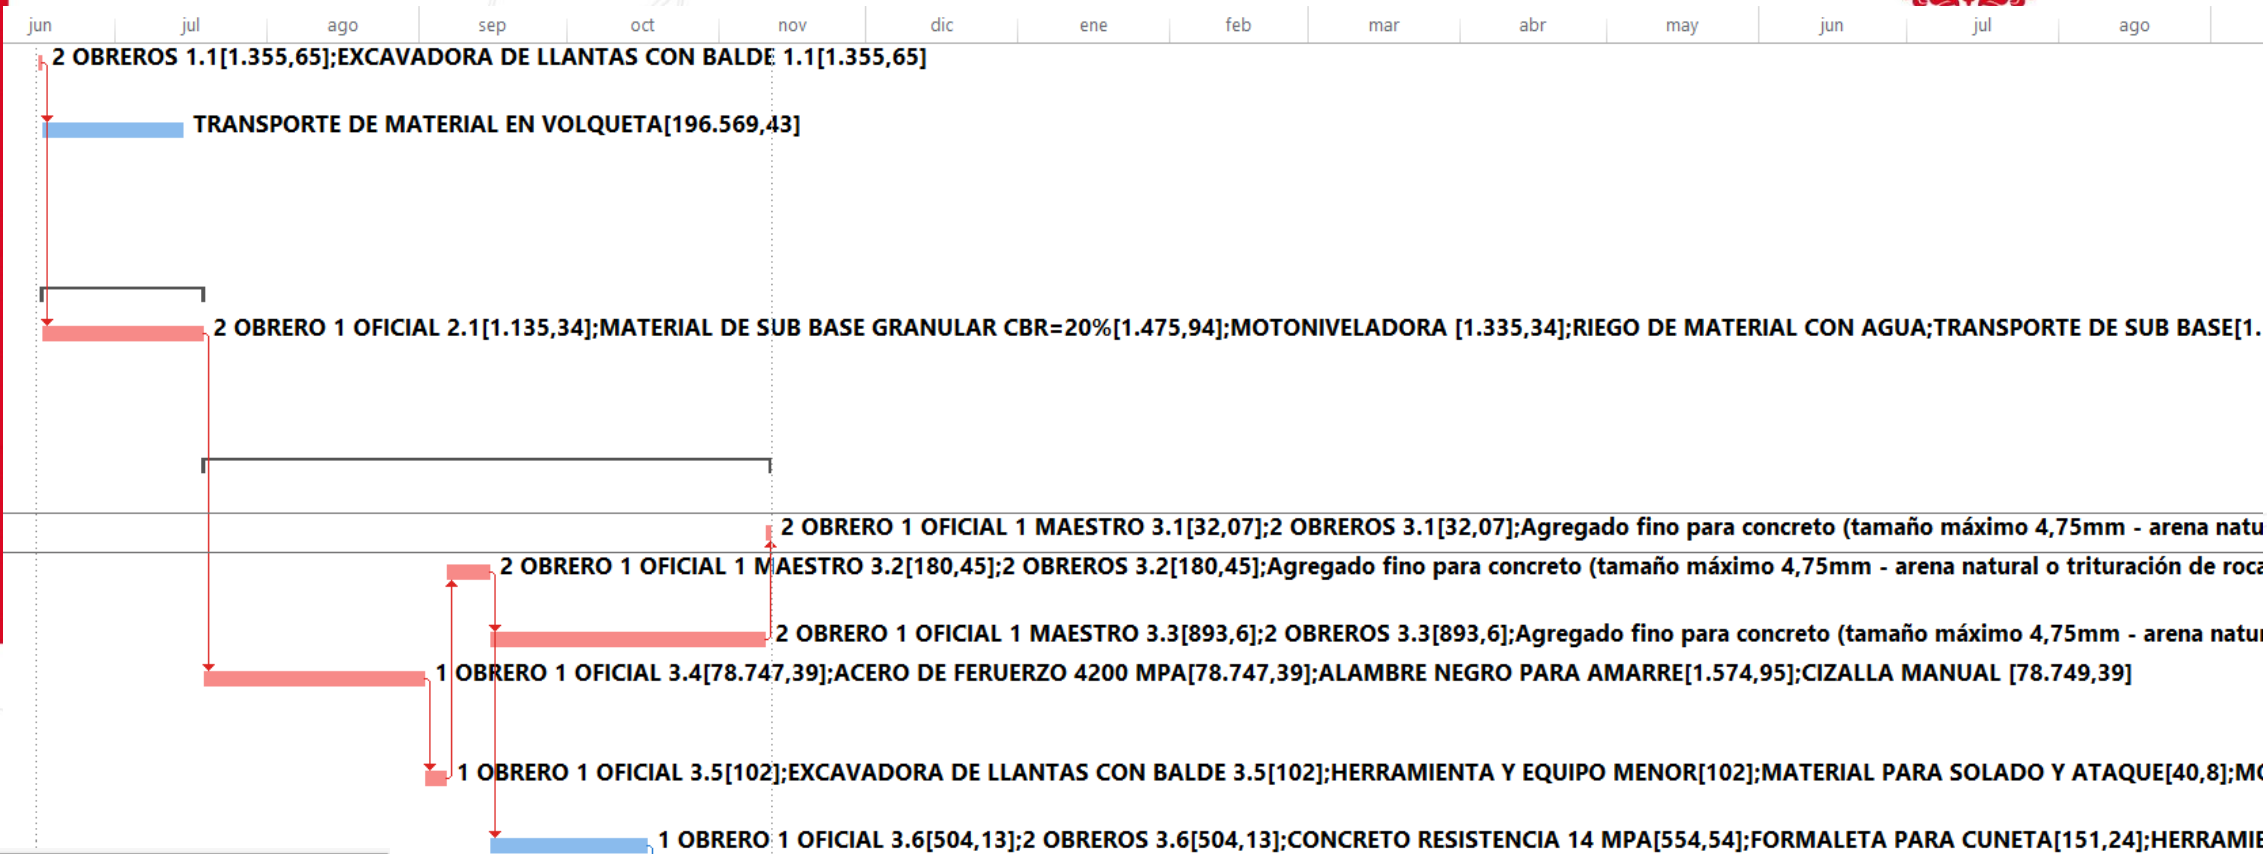 jun jul ago sep oct nov dic ene feb mar abr may jun jul ago
2 OBREROS 1.1[1.355,65];EXCAVADORA DE LLANTAS CON BALDE 1.1[1.355,65]
TRANSPORTE DE MATERIAL EN VOLQUETA[196.569,43]
2 OBRERO 1 OFICIAL 2.1[1.135,34];MATERIAL DE SUB BASE GRANULAR CBR=20%[1.475,94];MOTONIVELADORA [1.335,34];RIEGO DE MATERIAL CON AGUA;TRANSPORTE DE SUB BASE[1.
2 OBRERO 1 OFICIAL 1 MAESTRO 3.1[32,07];2 OBREROS 3.1[32,07];Agregado fino para concreto (tamaño máximo 4,75mm - arena natu
2 OBRERO 1 OFICIAL 1 MAESTRO 3.2[180,45];2 OBREROS 3.2[180,45];Agregado fino para concreto (tamaño máximo 4,75mm - arena natural o trituración de roca
2 OBRERO 1 OFICIAL 1 MAESTRO 3.3[893,6];2 OBREROS 3.3[893,6];Agregado fino para concreto (tamaño máximo 4,75mm - arena natur
1 OBRERO 1 OFICIAL 3.4[78.747,39];ACERO DE FERUERZO 4200 MPA[78.747,39];ALAMBRE NEGRO PARA AMARRE[1.574,95];CIZALLA MANUAL [78.749,39]
1 OBRERO 1 OFICIAL 3.5[102];EXCAVADORA DE LLANTAS CON BALDE 3.5[102];HERRAMIENTA Y EQUIPO MENOR[102];MATERIAL PARA SOLADO Y ATAQUE[40,8];MO
1 OBRERO 1 OFICIAL 3.6[504,13];2 OBREROS 3.6[504,13];CONCRETO RESISTENCIA 14 MPA[554,54];FORMALETA PARA CUNETA[151,24];HERRAMIE